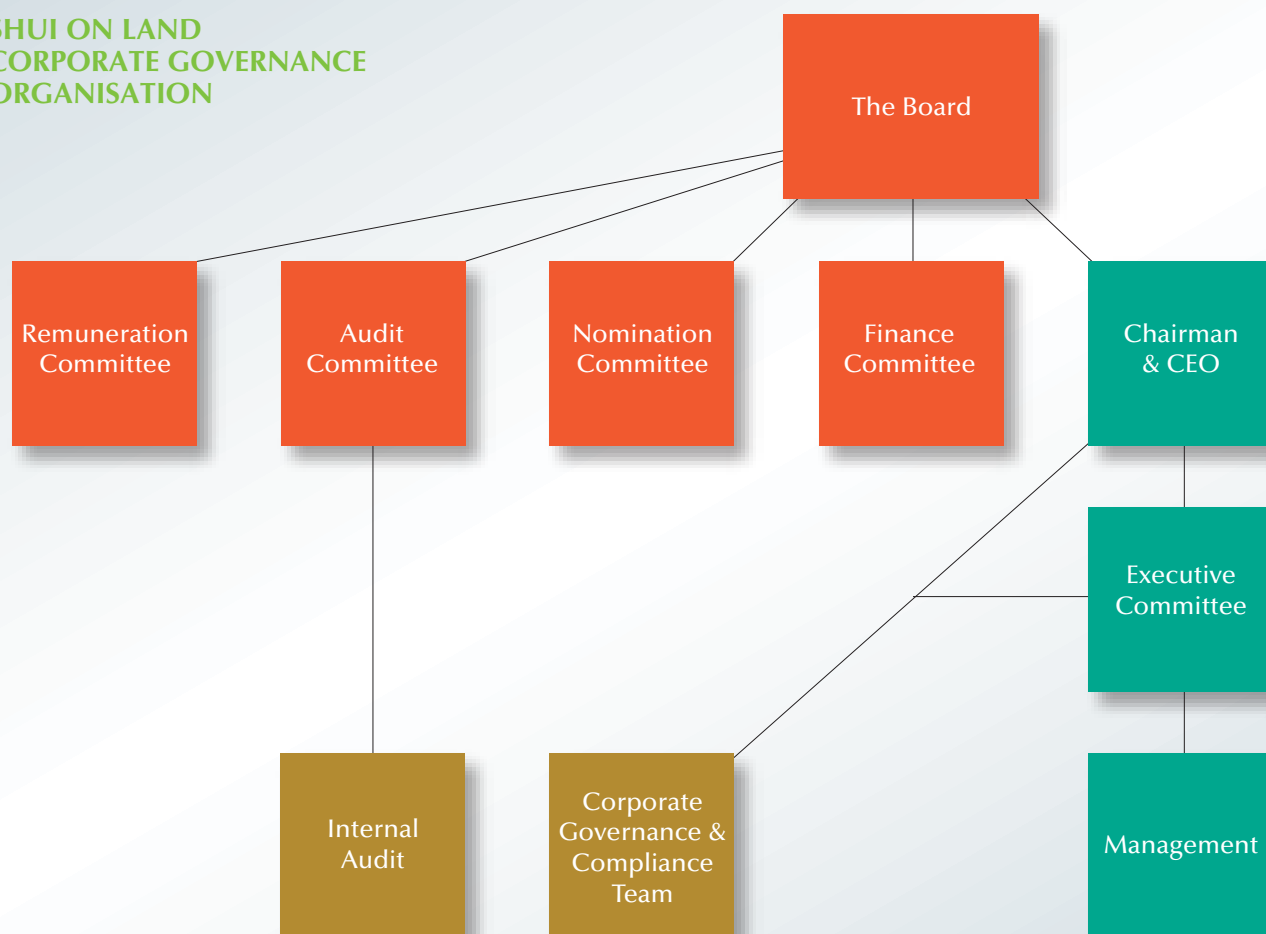 SHUI ON LAND
CORPORATE GOVERNANCE
ORGANISATION
The Board
Remuneration
Committee
Audit
Committee
Nomination
Committee
Finance
Committee
Chairman
& CEO
Executive
Committee
Internal
Audit
Corporate
Governance &
Compliance
Team
Management